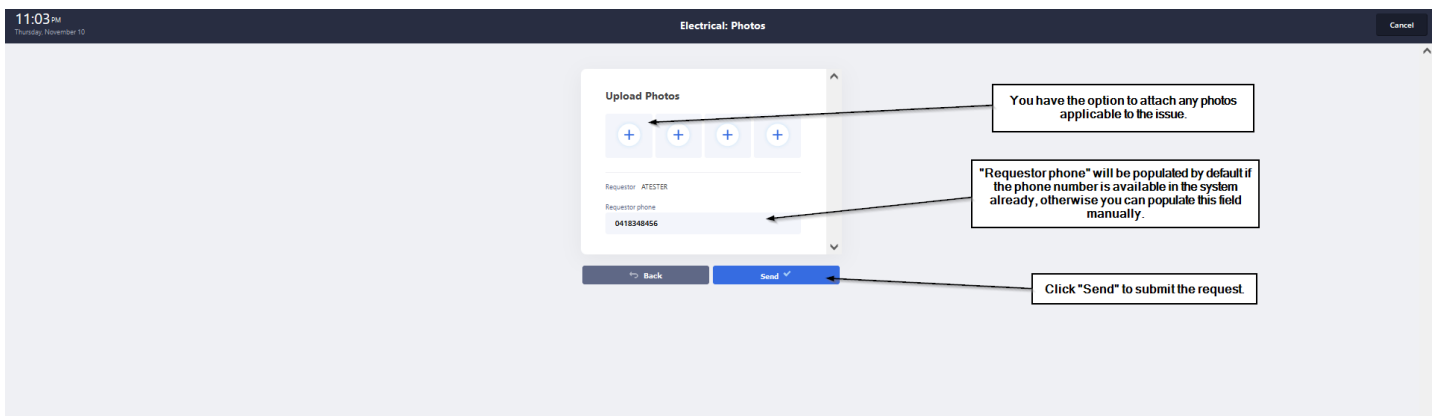 11:03 PM
Thursday, November 10
Electrical: Photos
Cancel
Upload Photos
You have the option to attach any photos
applicable to the issue.
Requestor ATESTER
Requestor phone
0418348456
"Requestor phone" will be populated by default if
the phone number is available in the system
already, otherwise you can populate this field
manually.
Back
Send
Click "Send" to submit the request.